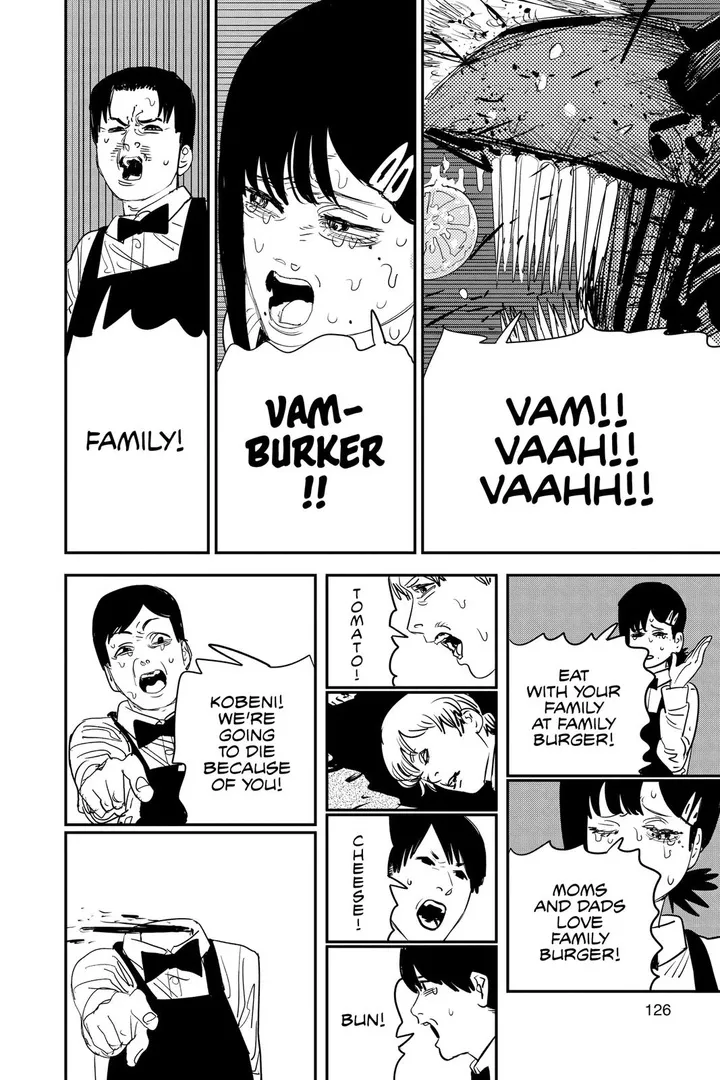 VAM!!
VAAH!!
VAAHH!!
VAM-
BURKER
!!
FAMILY!
EAT
WITH YOUR
FAMILY
AT FAMILY
BURGER!
MOMS
AND DADS
LOVE
FAMILY
BURGER!
TOMATO!
CHEESE!
BUN!
KOBENI!
WE'RE
GOING
TO DIE
BECAUSE
OF YOU!
126